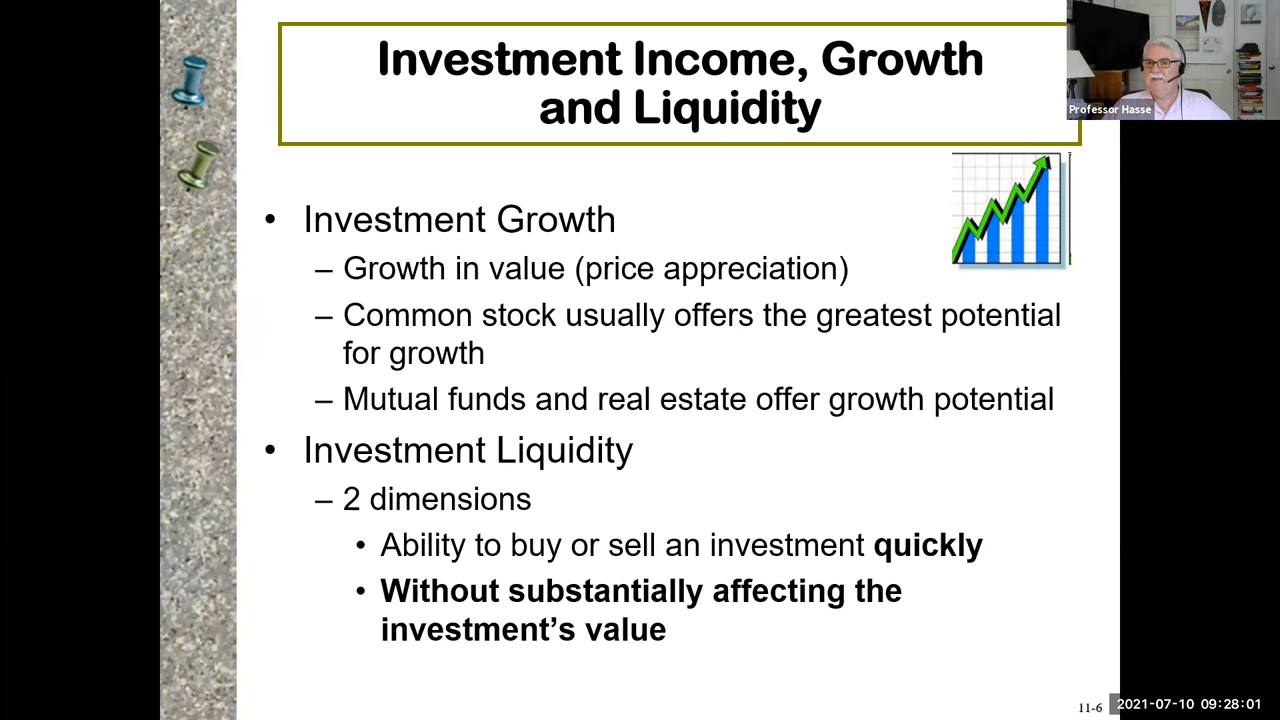 Investment Income, Growth
and Liquidity
Professor Hasse
• Investment Growth
– Growth in value (price appreciation)
– Common stock usually offers the greatest potential
for growth
– Mutual funds and real estate offer growth potential
• Investment Liquidity
– 2 dimensions
• Ability to buy or sell an investment quickly
• Without substantially affecting the
investment’s value
11-6
2021-07-10 09:28:01